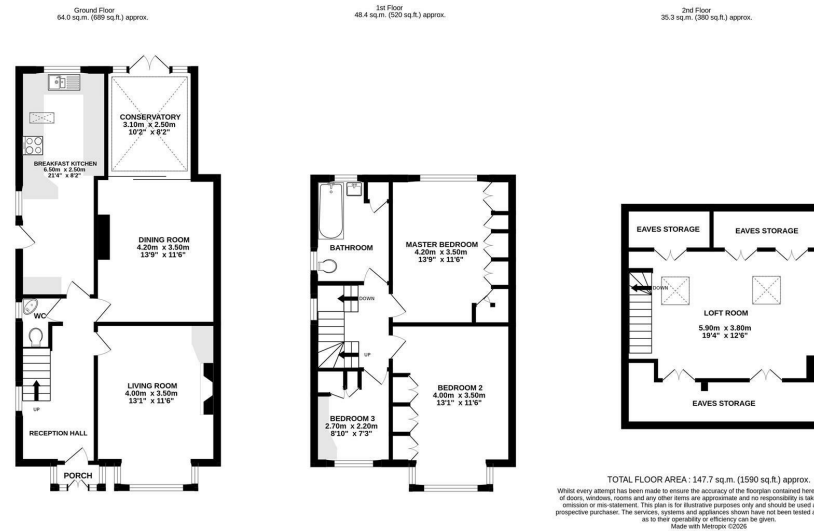 Ground Floor
64.0 sq.m. (689 sq.ft.) approx.
1st Floor
48.4 sq.m. (520 sq.ft.) approx.
2nd Floor
35.3 sq.m. (380 sq.ft.) approx.
CONSERVATORY
3.10m x 2.50m
10'2" x 8'2"
BREAKFAST KITCHEN
6.50m x 2.50m
21'4" x 8'2"
DINING ROOM
4.20m x 3.50m
13'9" x 11'6"
WC
LIVING ROOM
4.00m x 3.50m
13'1" x 11'6"
UP
RECEPTION HALL
PORCH
BATHROOM
MASTER BEDROOM
4.20m x 3.50m
13'9" x 11'6"
DOWN
UP
BEDROOM 2
4.00m x 3.50m
13'1" x 11'6"
BEDROOM 3
2.70m x 2.20m
8'10" x 7'3"
EAVES STORAGE
EAVES STORAGE
DOWN
LOFT ROOM
5.90m x 3.80m
19'4" x 12'6"
EAVES STORAGE
TOTAL FLOOR AREA : 147.7 sq.m. (1590 sq.ft.) approx.
Whilst every attempt has been made to ensure the accuracy of the floorplan contained here
of doors, windows, rooms and any other items are approximate and no responsibility is tak
omission or mis-statement. This plan is for illustrative purposes only and should be used a
prospective purchaser. The services, systems and appliances shown have not been tested a
as to their operability or efficiency can be given.
Made with Metropix ©2026